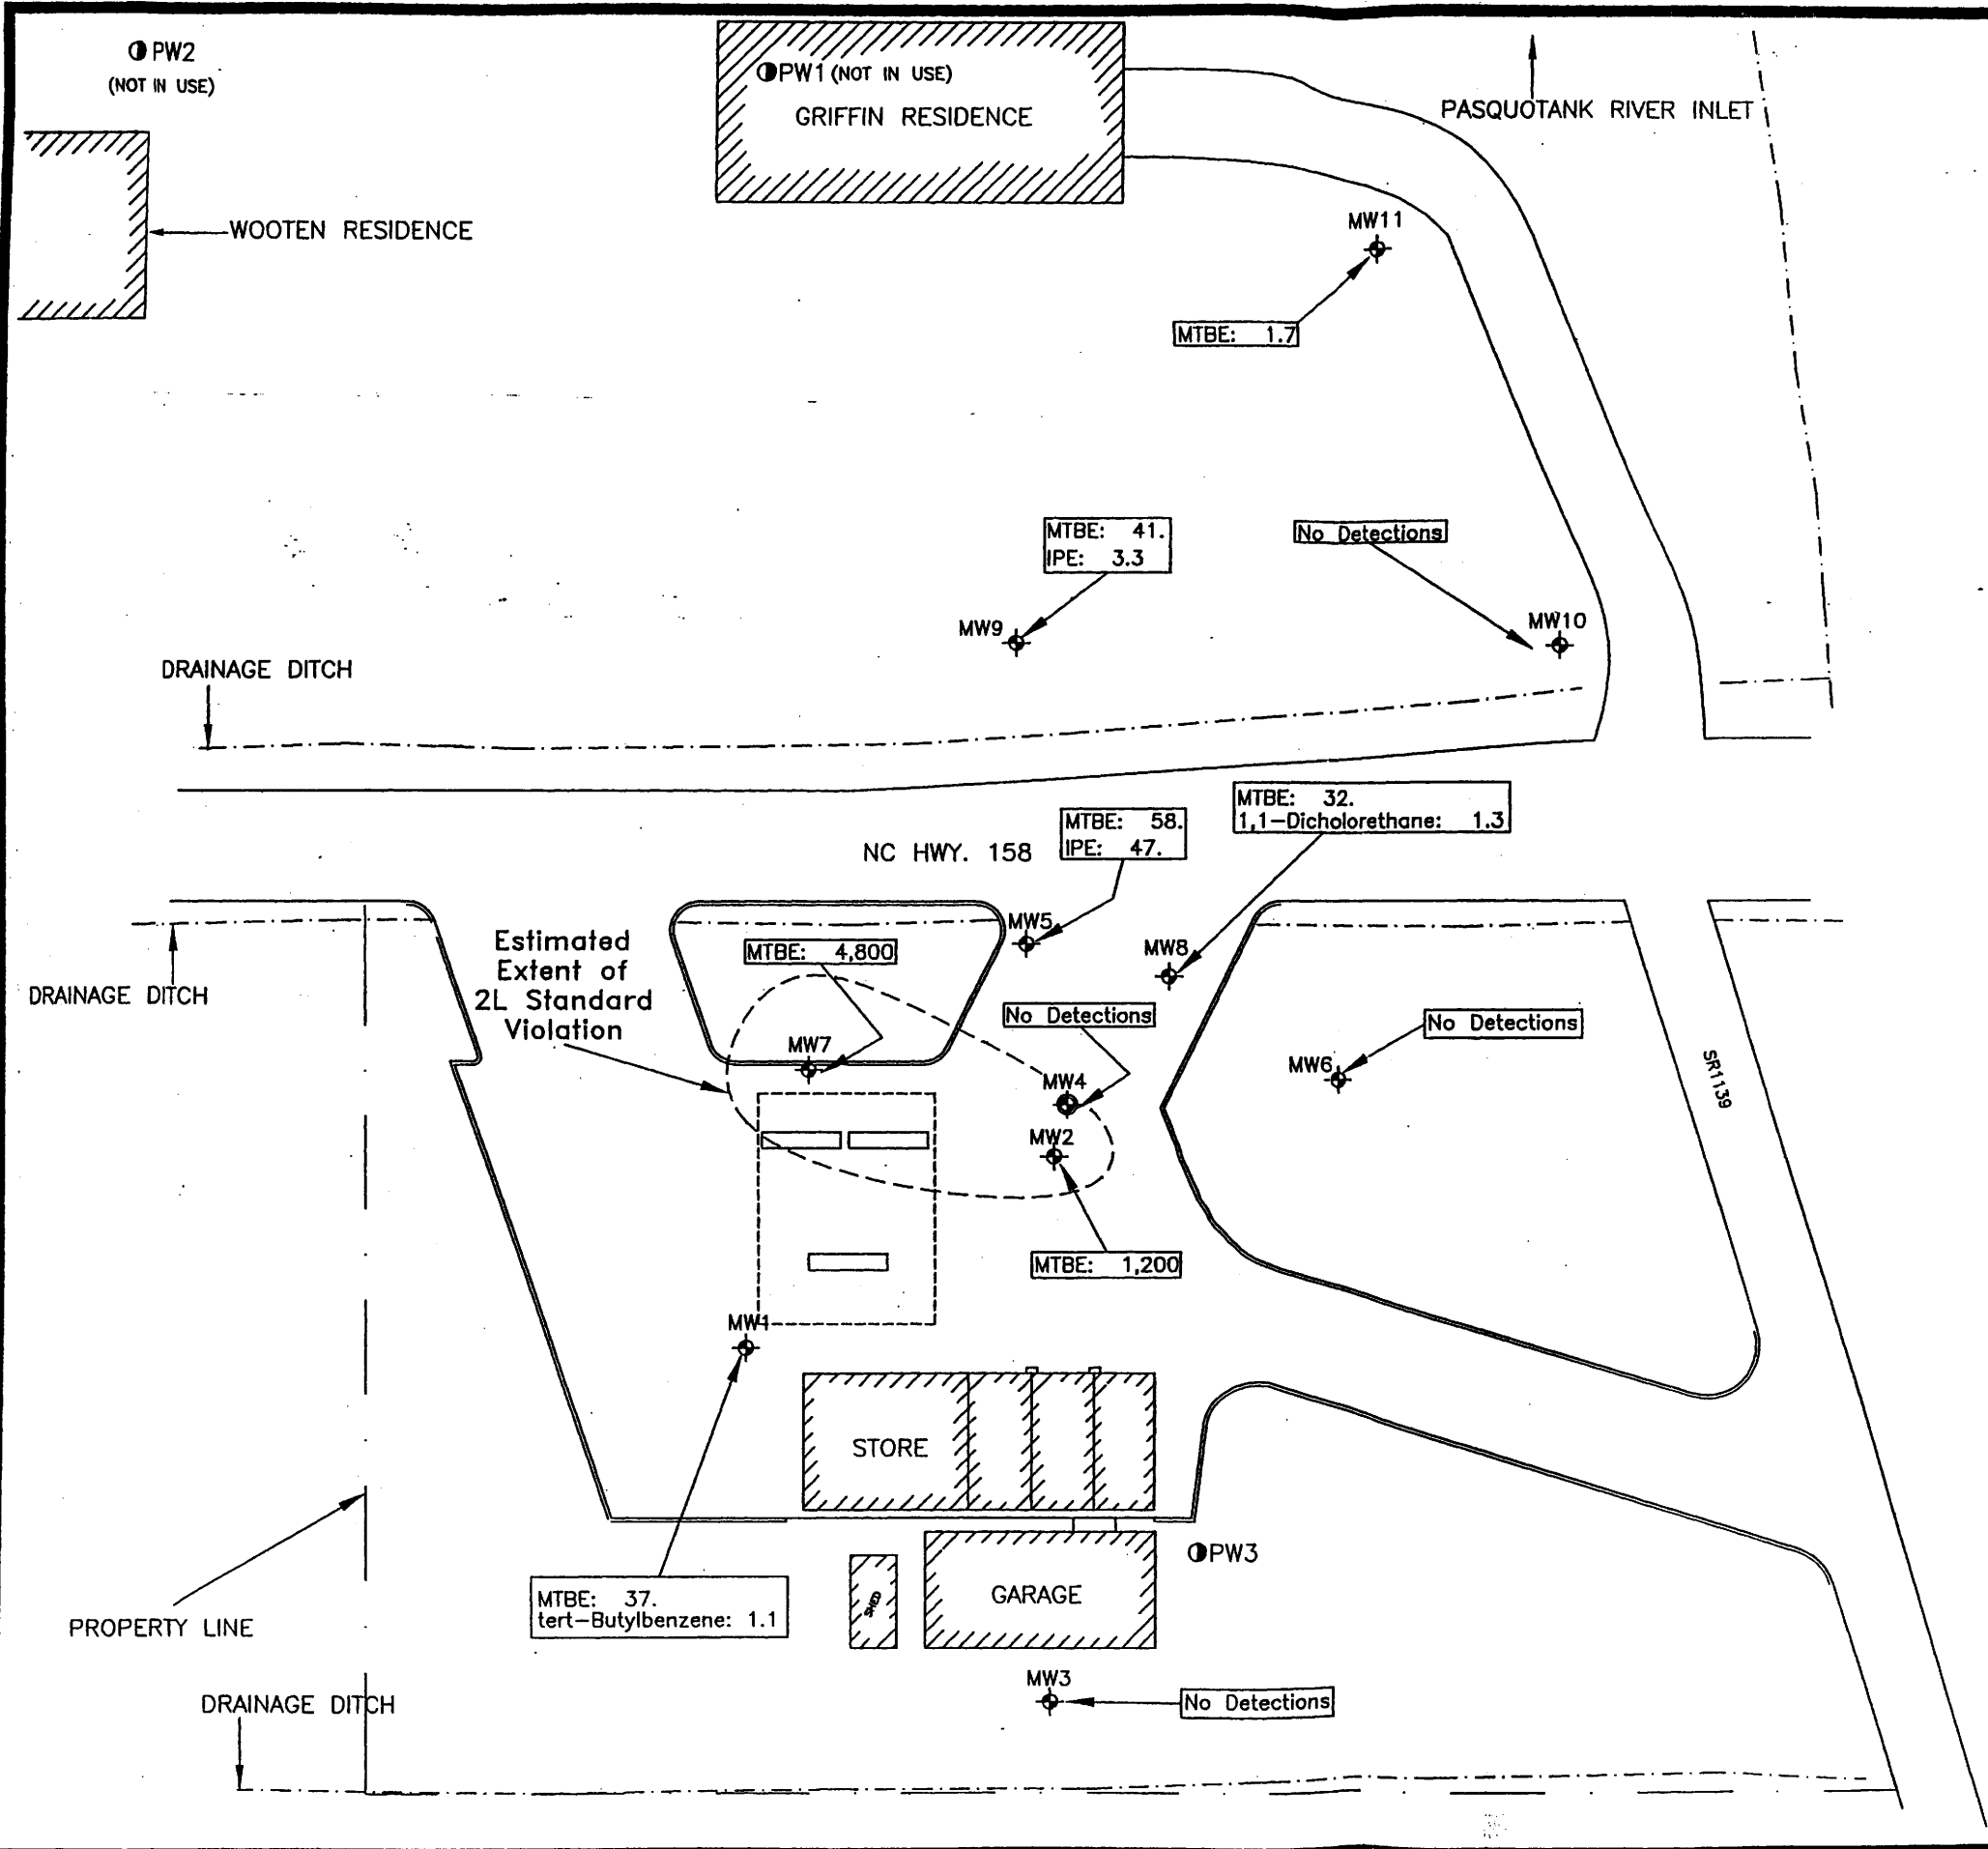 PW2
(NOT IN USE)
PW1 (NOT IN USE)
GRIFFIN RESIDENCE
PASQUOTANK RIVER INLET
WOOTEN RESIDENCE
MW11
MTBE: 1.7
MTBE: 41.
IPE: 3.3
No Detections
MW9
MW10
DRAINAGE DITCH
MTBE: 32.
1,1-Dicholorethane: 1.3
MTBE: 58.
IPE: 47.
NC HWY. 158
MW5
MW8
Estimated
Extent of
2L Standard
Violation
MTBE: 4,800
DRAINAGE DITCH
No Detections
No Detections
MW7
MW4
MW6
SR1139
MW2
MTBE: 1,200
MW1
STORE
PW3
MTBE: 37.
tert-Butylbenzene: 1.1
SHED
GARAGE
PROPERTY LINE
MW3
No Detections
DRAINAGE DITCH